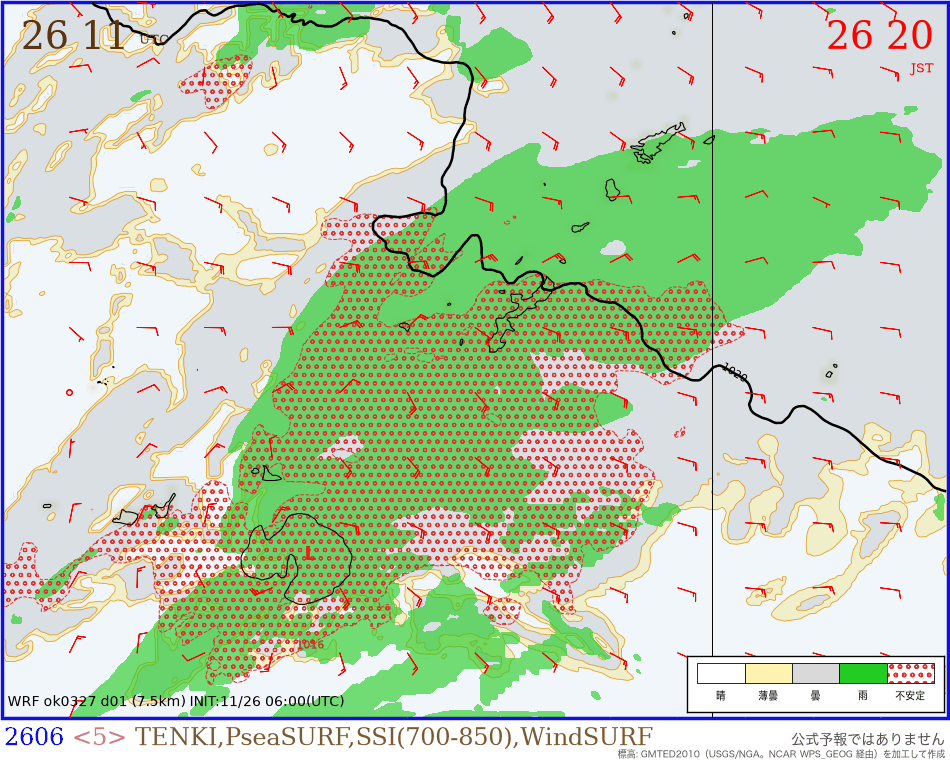 26 11 UTC
26 20
JST
1020
L
1016
晴 薄曇 曇 雨 不安定
WRF ok0327 d01 (7.5km) INIT:11/26 06:00(UTC)
2606 <5> TENKI,PseaSURF,SSI(700-850),WindSURF
公式予報ではありません
標高: GMTED2010（USGS/NGA。NCAR WPS_GEOG 経由）を加工して作成